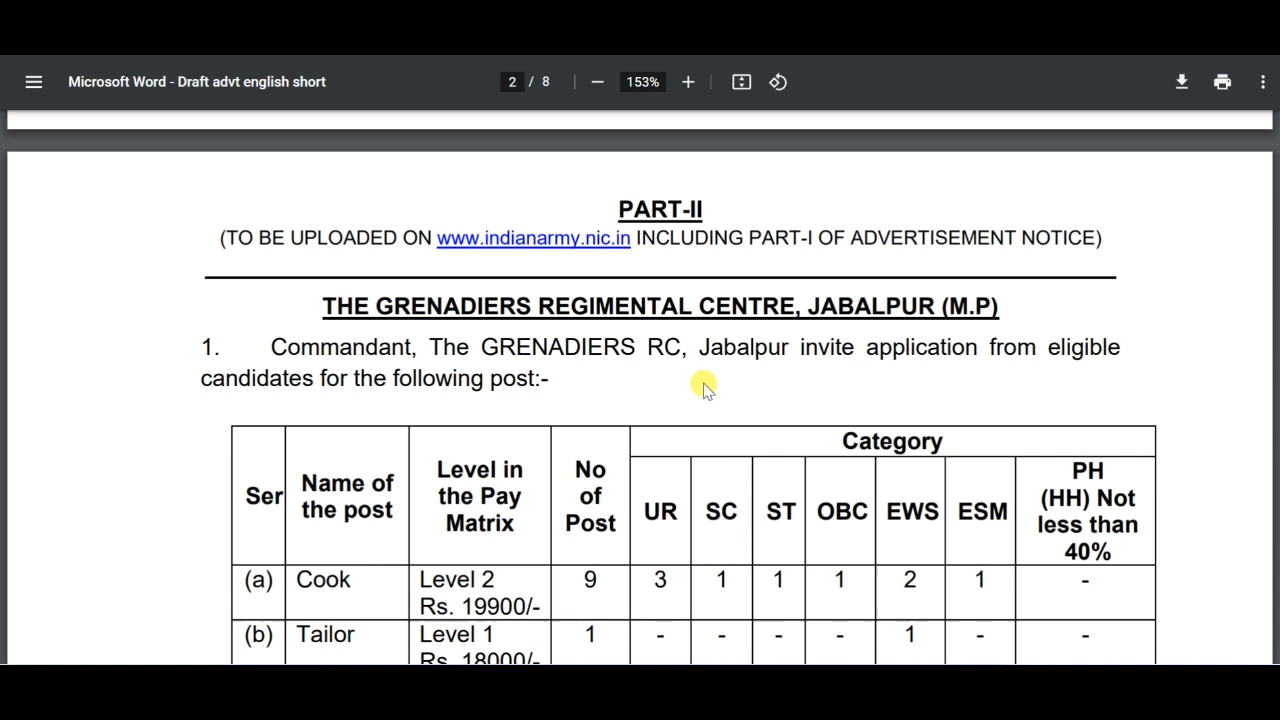 Microsoft Word - Draft advt english short
2 / 8
153%
PART-II
(TO BE UPLOADED ON www.indianarmy.nic.in INCLUDING PART-I OF ADVERTISEMENT NOTICE)
THE GRENADIERS REGIMENTAL CENTRE, JABALPUR (M.P)
1. Commandant, The GRENADIERS RC, Jabalpur invite application from eligible
candidates for the following post:-
Ser
Name of
the post
Level in
the Pay
Matrix
No
of
Post
Category
UR SC ST OBC EWS ESM
PH
(HH) Not
less than
40%
(a) Cook Level 2 9 3 1 1 1 2 1 -
Rs. 19900/-
(b) Tailor Level 1 1 - - - - 1 - -
Rs. 18000/-